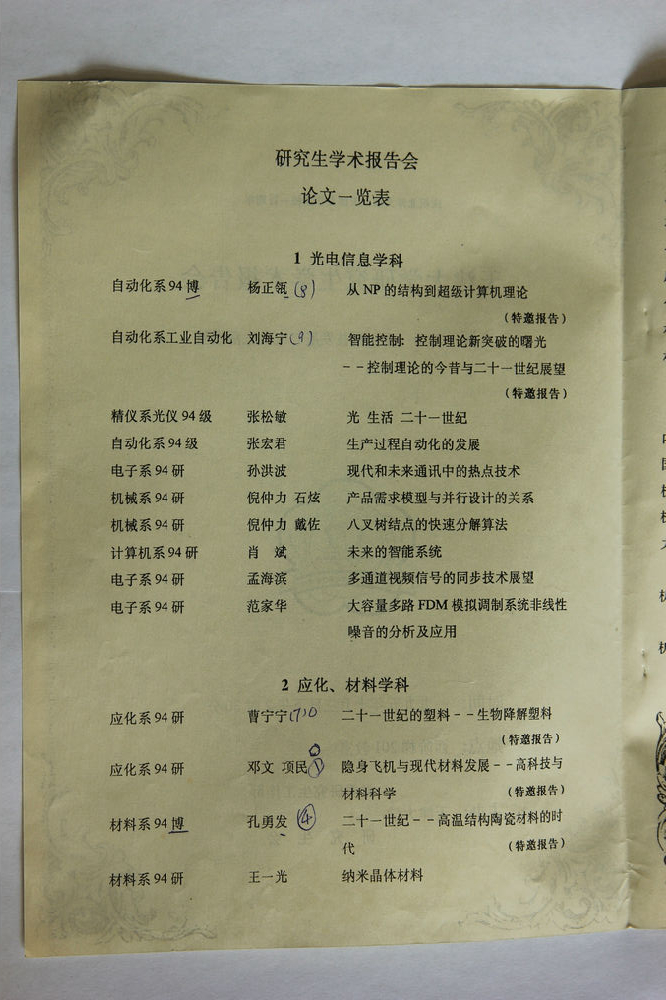 研究生学术报告会
论文一览表
1 光电信息学科
自动化系94博 杨正瓴 (8) 从NP的结构到超级计算机理论
(特邀报告)
自动化系工业自动化 刘海宁 (9) 智能控制: 控制理论新突破的曙光
--控制理论的今昔与二十一世纪展望
(特邀报告)
精仪系光仪94级 张松敏 光 生活 二十一世纪
自动化系94级 张宏君 生产过程自动化的发展
电子系94研 孙洪波 现代和未来通讯中的热点技术
机械系94研 倪仲力 石炫 产品需求模型与并行设计的关系
机械系94研 倪仲力 戴佐 八叉树结点的快速分解算法
计算机系94研 肖 斌 未来的智能系统
电子系94研 孟海滨 多通道视频信号的同步技术展望
电子系94研 范家华 大容量多路FDM模拟调制系统非线性
噪音的分析及应用
2 应化、材料学科
应化系94研 曹宁宁 (7) 二十一世纪的塑料--生物降解塑料
(特邀报告)
应化系94研 邓文 项民 ① 隐身飞机与现代材料发展--高科技与
材料科学 (特邀报告)
材料系94博 孔勇发 ④ 二十一世纪--高温结构陶瓷材料的时
代 (特邀报告)
材料系94研 王一光 纳米晶体材料